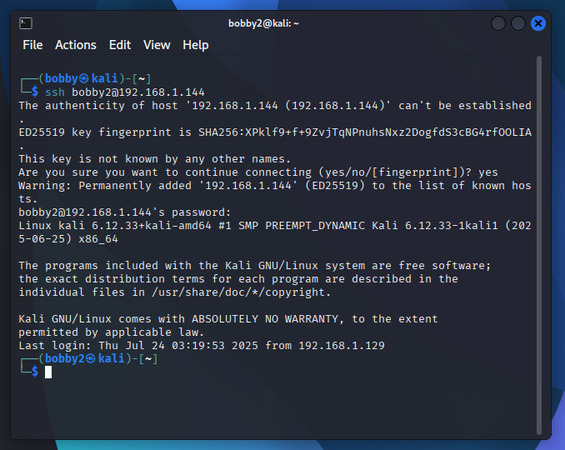 bobby2@kali: ~
File Actions Edit View Help
┌──(bobby㉿kali)-[~]
└─$ ssh bobby2@192.168.1.144
The authenticity of host '192.168.1.144 (192.168.1.144)' can't be established
.
ED25519 key fingerprint is SHA256:XPklf9+f+9ZvjTqNPnuhsNxz2DogfdS3cBG4rfOOLIA
.
This key is not known by any other names.
Are you sure you want to continue connecting (yes/no/[fingerprint])? yes
Warning: Permanently added '192.168.1.144' (ED25519) to the list of known hos
ts.
bobby2@192.168.1.144's password:
Linux kali 6.12.33+kali-amd64 #1 SMP PREEMPT_DYNAMIC Kali 6.12.33-1kali1 (202
5-06-25) x86_64
The programs included with the Kali GNU/Linux system are free software;
the exact distribution terms for each program are described in the
individual files in /usr/share/doc/*/copyright.
Kali GNU/Linux comes with ABSOLUTELY NO WARRANTY, to the extent
permitted by applicable law.
Last login: Thu Jul 24 03:19:53 2025 from 192.168.1.129
┌──(bobby2㉿kali)-[~]
└─$